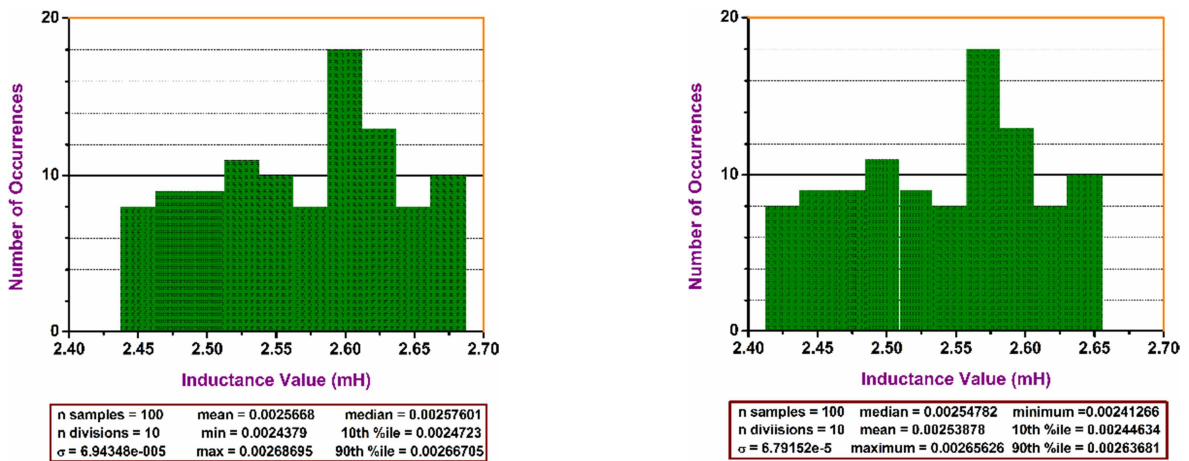 20
10
0
Number of Occurrences
2.40 2.45 2.50 2.55 2.60 2.65 2.70
Inductance Value (mH)
n samples = 100 mean = 0.0025668 median = 0.00257601
n divisions = 10 min = 0.0024379 10th %ile = 0.0024723
σ = 6.94348e-005 max = 0.00268695 90th %ile = 0.00266705
20
10
0
Number of Occurrences
2.40 2.45 2.50 2.55 2.60 2.65 2.70
Inductance Value (mH)
n samples = 100 median = 0.00254782 minimum =0.00241266
n diviisions = 10 mean = 0.00253878 10th %ile = 0.00244634
σ = 6.79152e-5 maximum = 0.00265626 90th %ile = 0.00263681